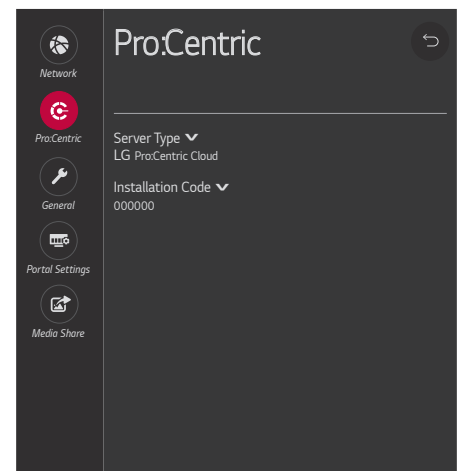 Pro:Centric
Network
Pro:Centric
General
Portal Settings
Media Share
Server Type
LG Pro:Centric Cloud
Installation Code
000000